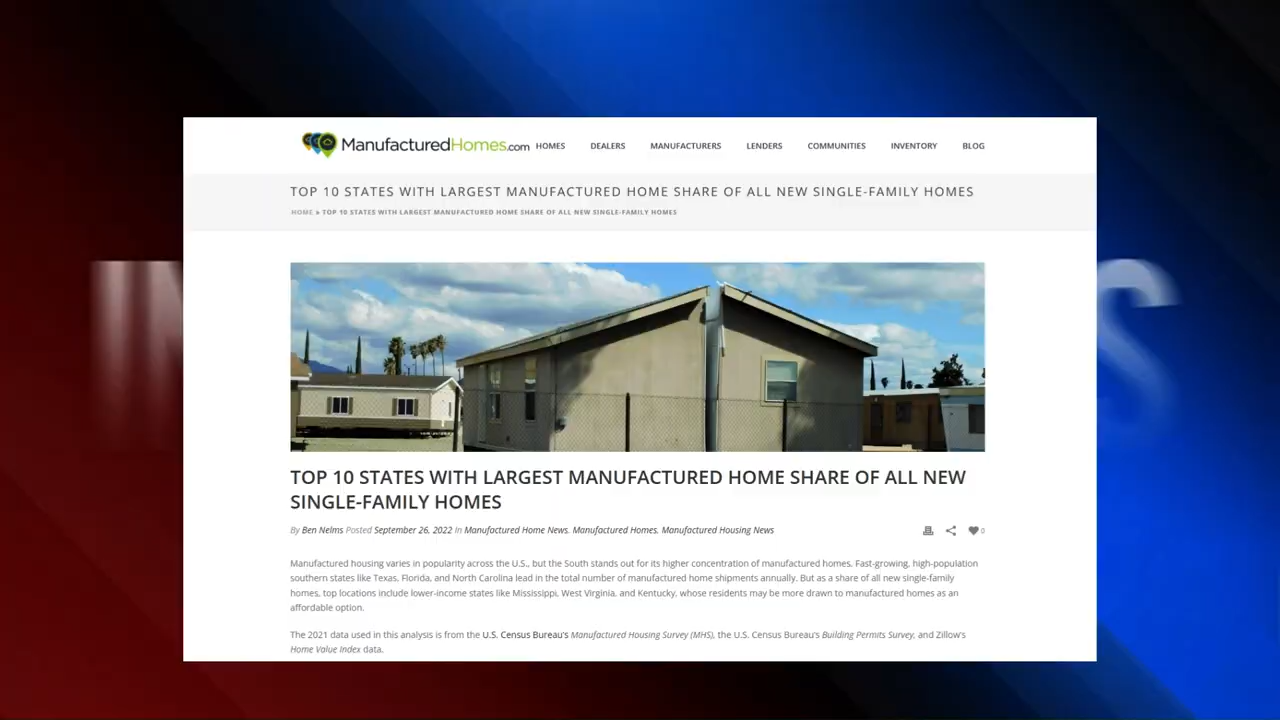 ManufacturedHomes.com HOMES DEALERS MANUFACTURERS LENDERS COMMUNITIES INVENTORY BLOG
TOP 10 STATES WITH LARGEST MANUFACTURED HOME SHARE OF ALL NEW SINGLE-FAMILY HOMES
HOME » TOP 10 STATES WITH LARGEST MANUFACTURED HOME SHARE OF ALL NEW SINGLE-FAMILY HOMES
TOP 10 STATES WITH LARGEST MANUFACTURED HOME SHARE OF ALL NEW
SINGLE-FAMILY HOMES
By Ben Nelms Posted September 26, 2022 In Manufactured Home News, Manufactured Homes, Manufactured Housing News 0
Manufactured housing varies in popularity across the U.S., but the South stands out for its higher concentration of manufactured homes. Fast-growing, high-population
southern states like Texas, Florida, and North Carolina lead in the total number of manufactured home shipments annually. But as a share of all new single-family
homes, top locations include lower-income states like Mississippi, West Virginia, and Kentucky, whose residents may be more drawn to manufactured homes as an
affordable option.
The 2021 data used in this analysis is from the U.S. Census Bureau's Manufactured Housing Survey (MHS), the U.S. Census Bureau's Building Permits Survey, and Zillow's
Home Value Index data.